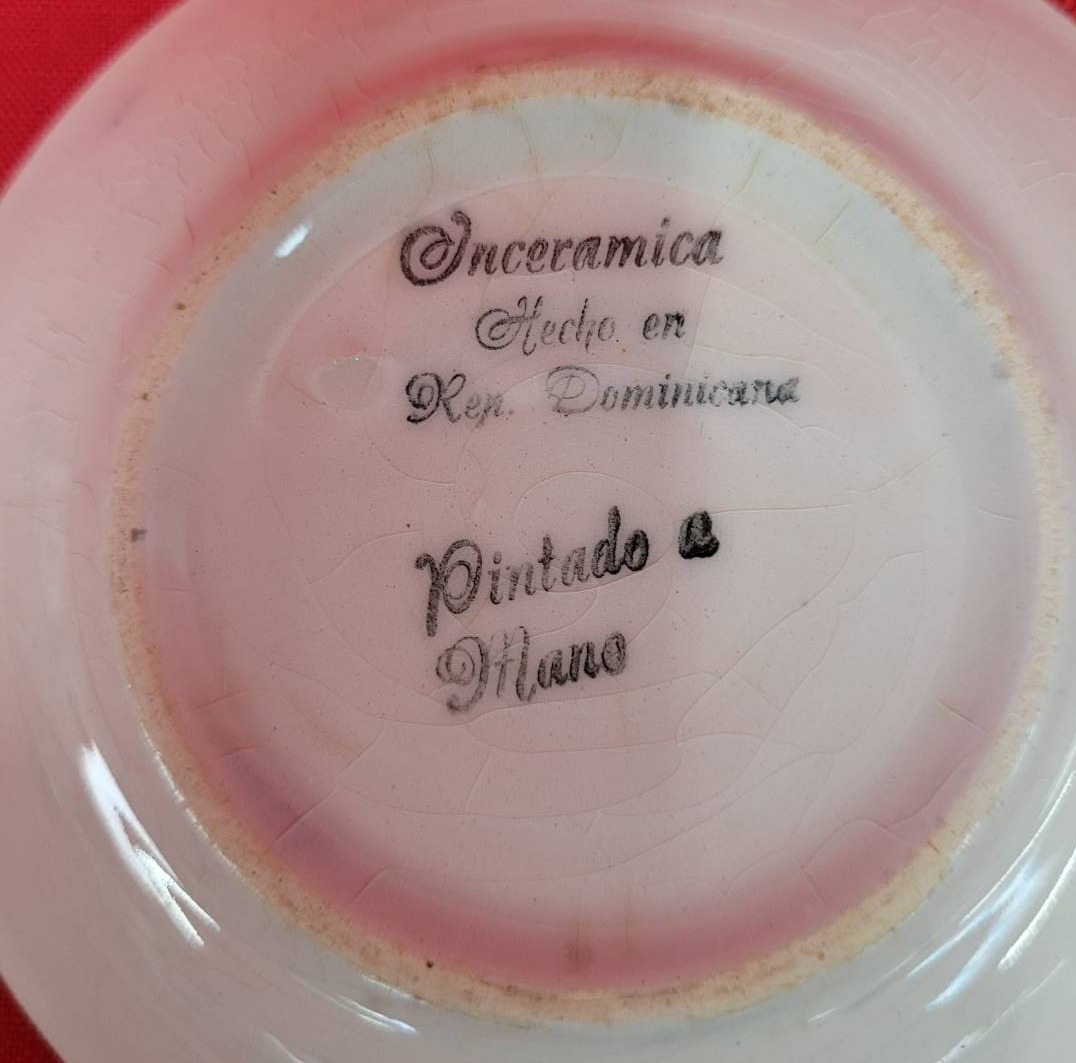 Inceramica
Hecho en
Rep. Dominicana
Pintado a
Mano